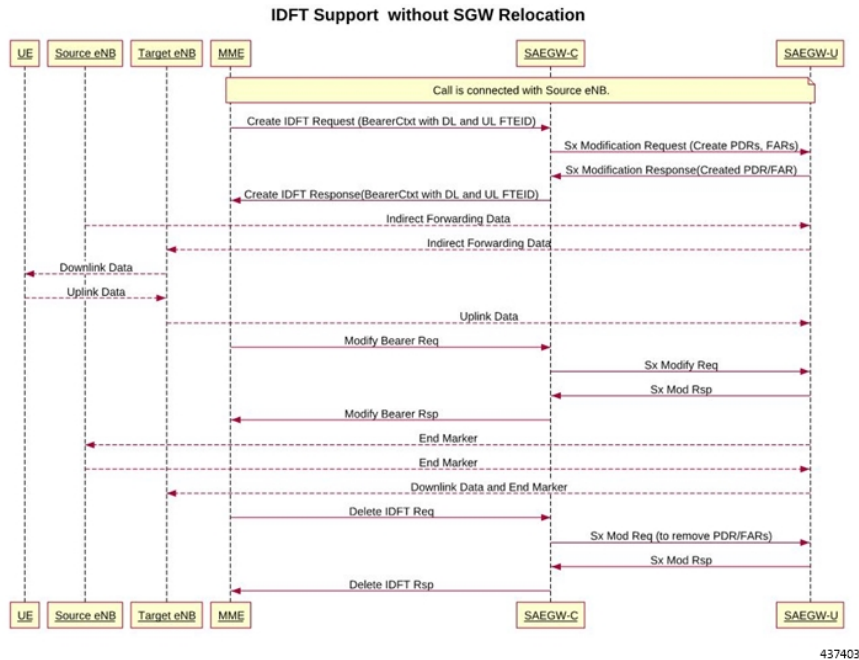 IDFT Support without SGW Relocation
UE Source eNB Target eNB MME SAEGW-C SAEGW-U
Call is connected with Source eNB.
Create IDFT Request (BearerCtxt with DL and UL FTEID)
Sx Modification Request (Create PDRs, FARs)
Sx Modification Response(Created PDR/FAR)
Create IDFT Response(BearerCtxt with DL and UL FTEID)
Indirect Forwarding Data
Indirect Forwarding Data
Downlink Data
Uplink Data
Uplink Data
Modify Bearer Req
Sx Modify Req
Sx Mod Rsp
Modify Bearer Rsp
End Marker
End Marker
Downlink Data and End Marker
Delete IDFT Req
Sx Mod Req (to remove PDR/FARs)
Sx Mod Rsp
Delete IDFT Rsp
UE Source eNB Target eNB MME SAEGW-C SAEGW-U
437403